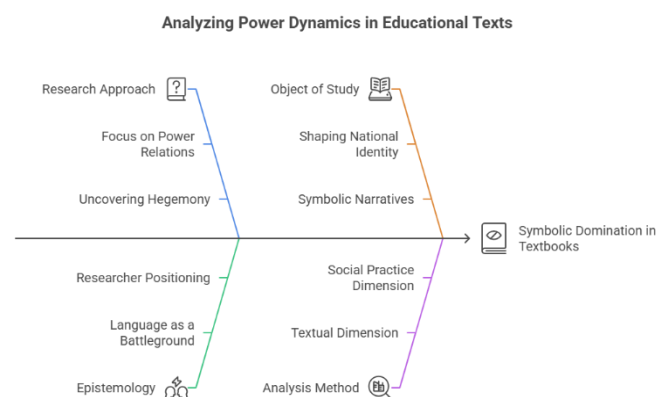 Analyzing Power Dynamics in Educational Texts
Research Approach
Object of Study
Focus on Power
Relations
Shaping National
Identity
Uncovering Hegemony
Symbolic Narratives
Symbolic Domination in
Textbooks
Researcher Positioning
Social Practice
Dimension
Language as a
Battleground
Textual Dimension
Epistemology
Analysis Method